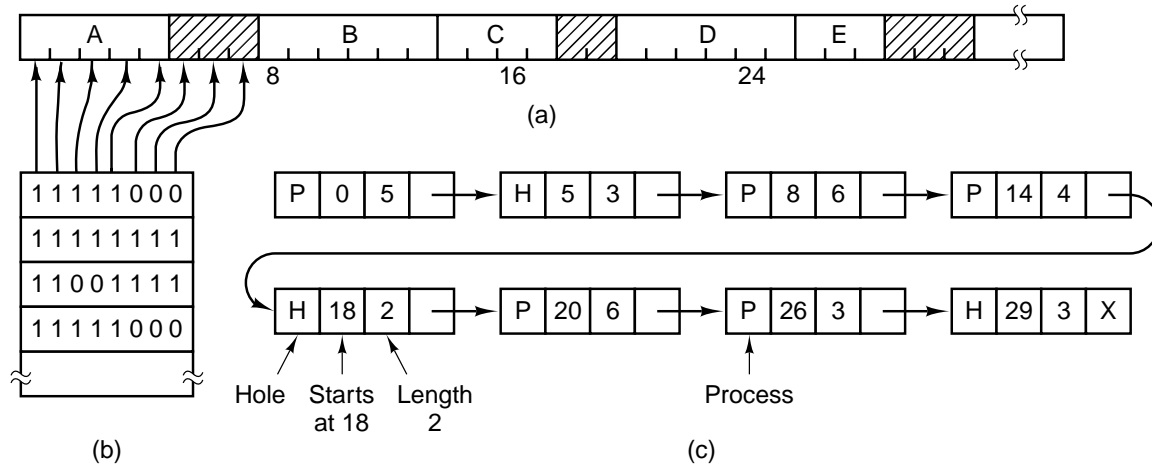 A B C D E
8 16 24
(a)
1 1 1 1 1 0 0 0
1 1 1 1 1 1 1 1
1 1 0 0 1 1 1 1
1 1 1 1 1 0 0 0
(b)
P 0 5 H 5 3 P 8 6 P 14 4
H 18 2 P 20 6 P 26 3 H 29 3 X
Hole Starts at 18 Length 2 Process
(c)